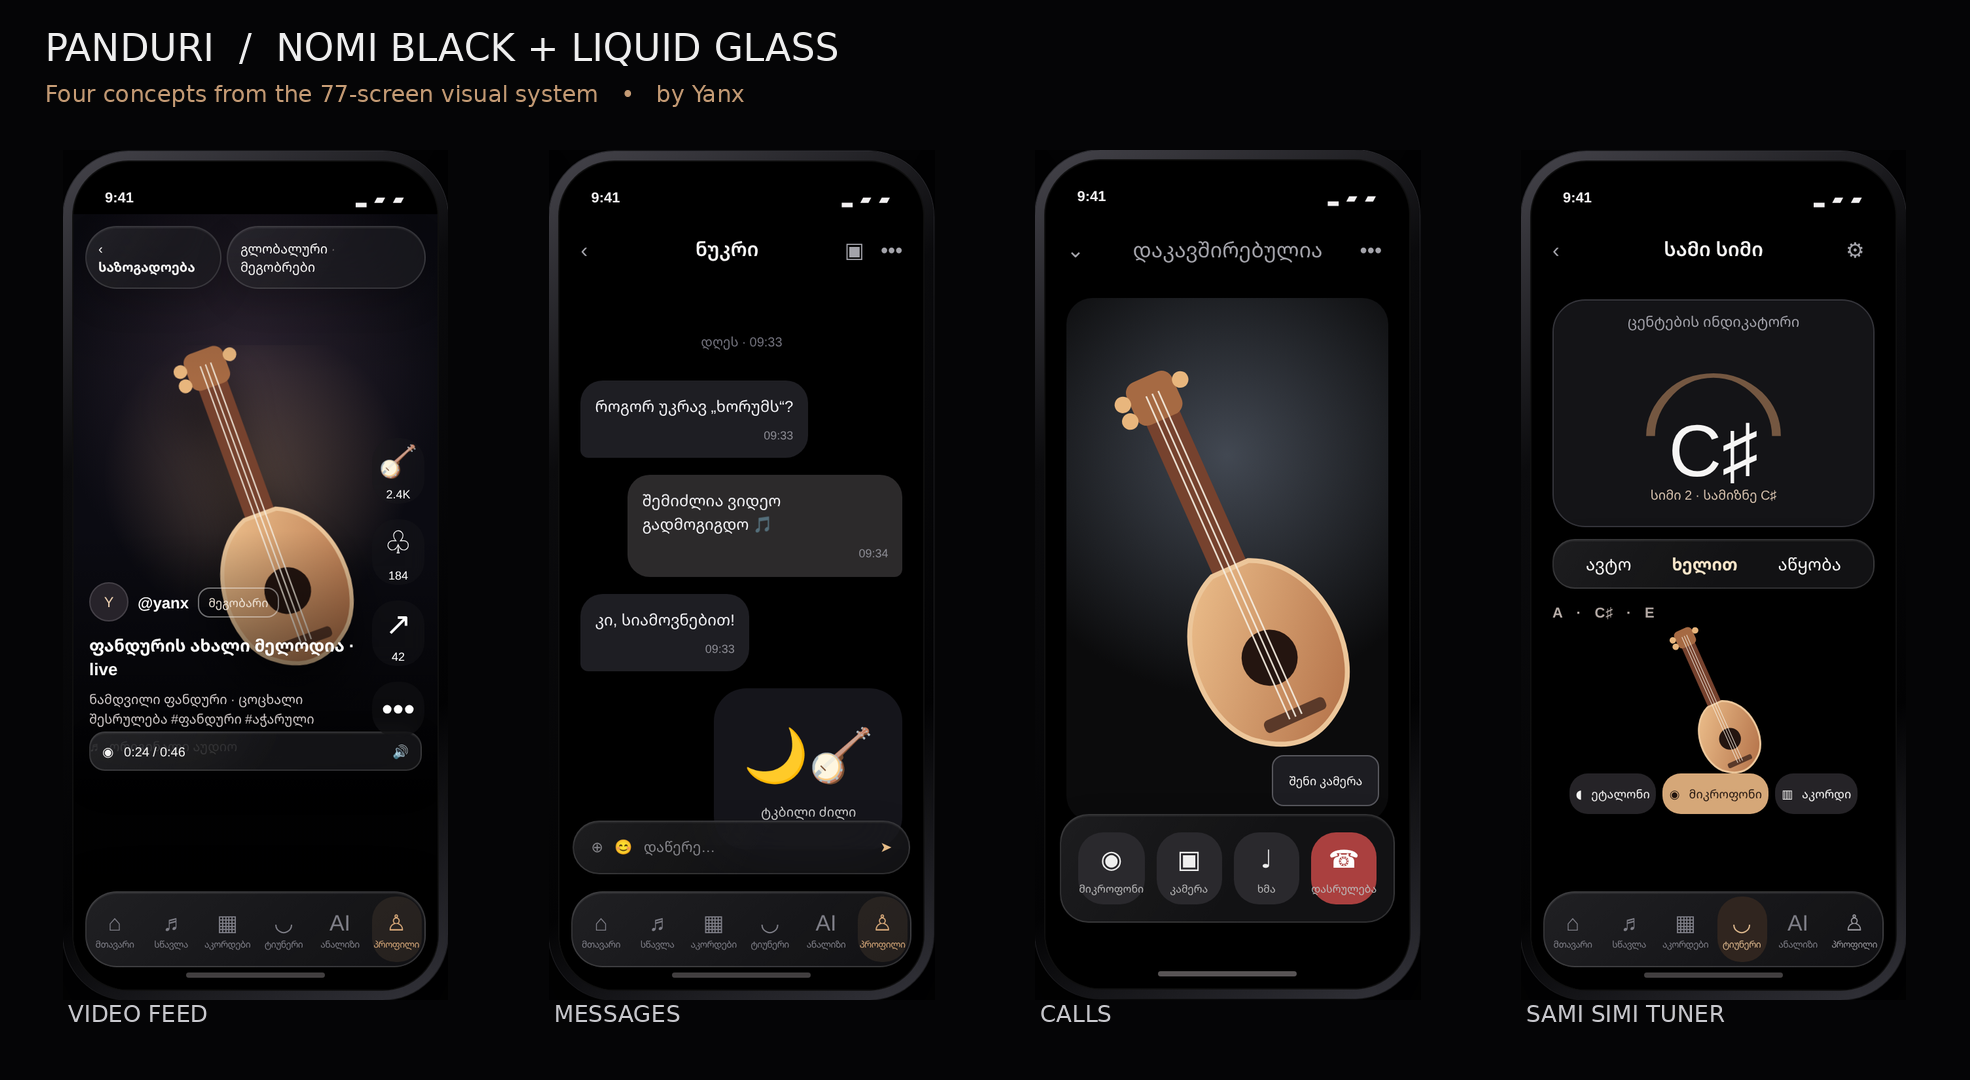 PANDURI / NOMI BLACK + LIQUID GLASS
Four concepts from the 77-screen visual system • by Yanx
9:41
‹
საზოგადოება
გლობალური ·
მეგობრები
2.4K
184
42
Y @yanx მეგობარი
ფანდურის ახალი მელოდია ·
live
ნამდვილი ფანდური · ცოცხალი
შესრულება #ფანდური #აჭარული
0:24 / 0:46
მთავარი სწავლა აკორდები ტიუნერი AI ანალიზი პროფილი
VIDEO FEED
9:41
‹ ნუკრი •••
დღეს · 09:33
როგორ უკრავ „ხორუმს“?
09:33
შემიძლია ვიდეო
გადმოგიგდო 🎵
09:34
კი, სიამოვნებით!
09:33
ტკბილი ძილი
დაწერე...
მთავარი სწავლა აკორდები ტიუნერი AI ანალიზი პროფილი
MESSAGES
9:41
დაკავშირებულია •••
შენი კამერა
მიკროფონი კამერა ხმა დასრულება
CALLS
9:41
‹ სამი სიმი
ცენტების ინდიკატორი
C♯
სიმი 2 · სამიზნე C♯
ავტო ხელით აწყობა
A · C♯ · E
ეტალონი მიკროფონი აკორდი
მთავარი სწავლა აკორდები ტიუნერი AI ანალიზი პროფილი
SAMI SIMI TUNER